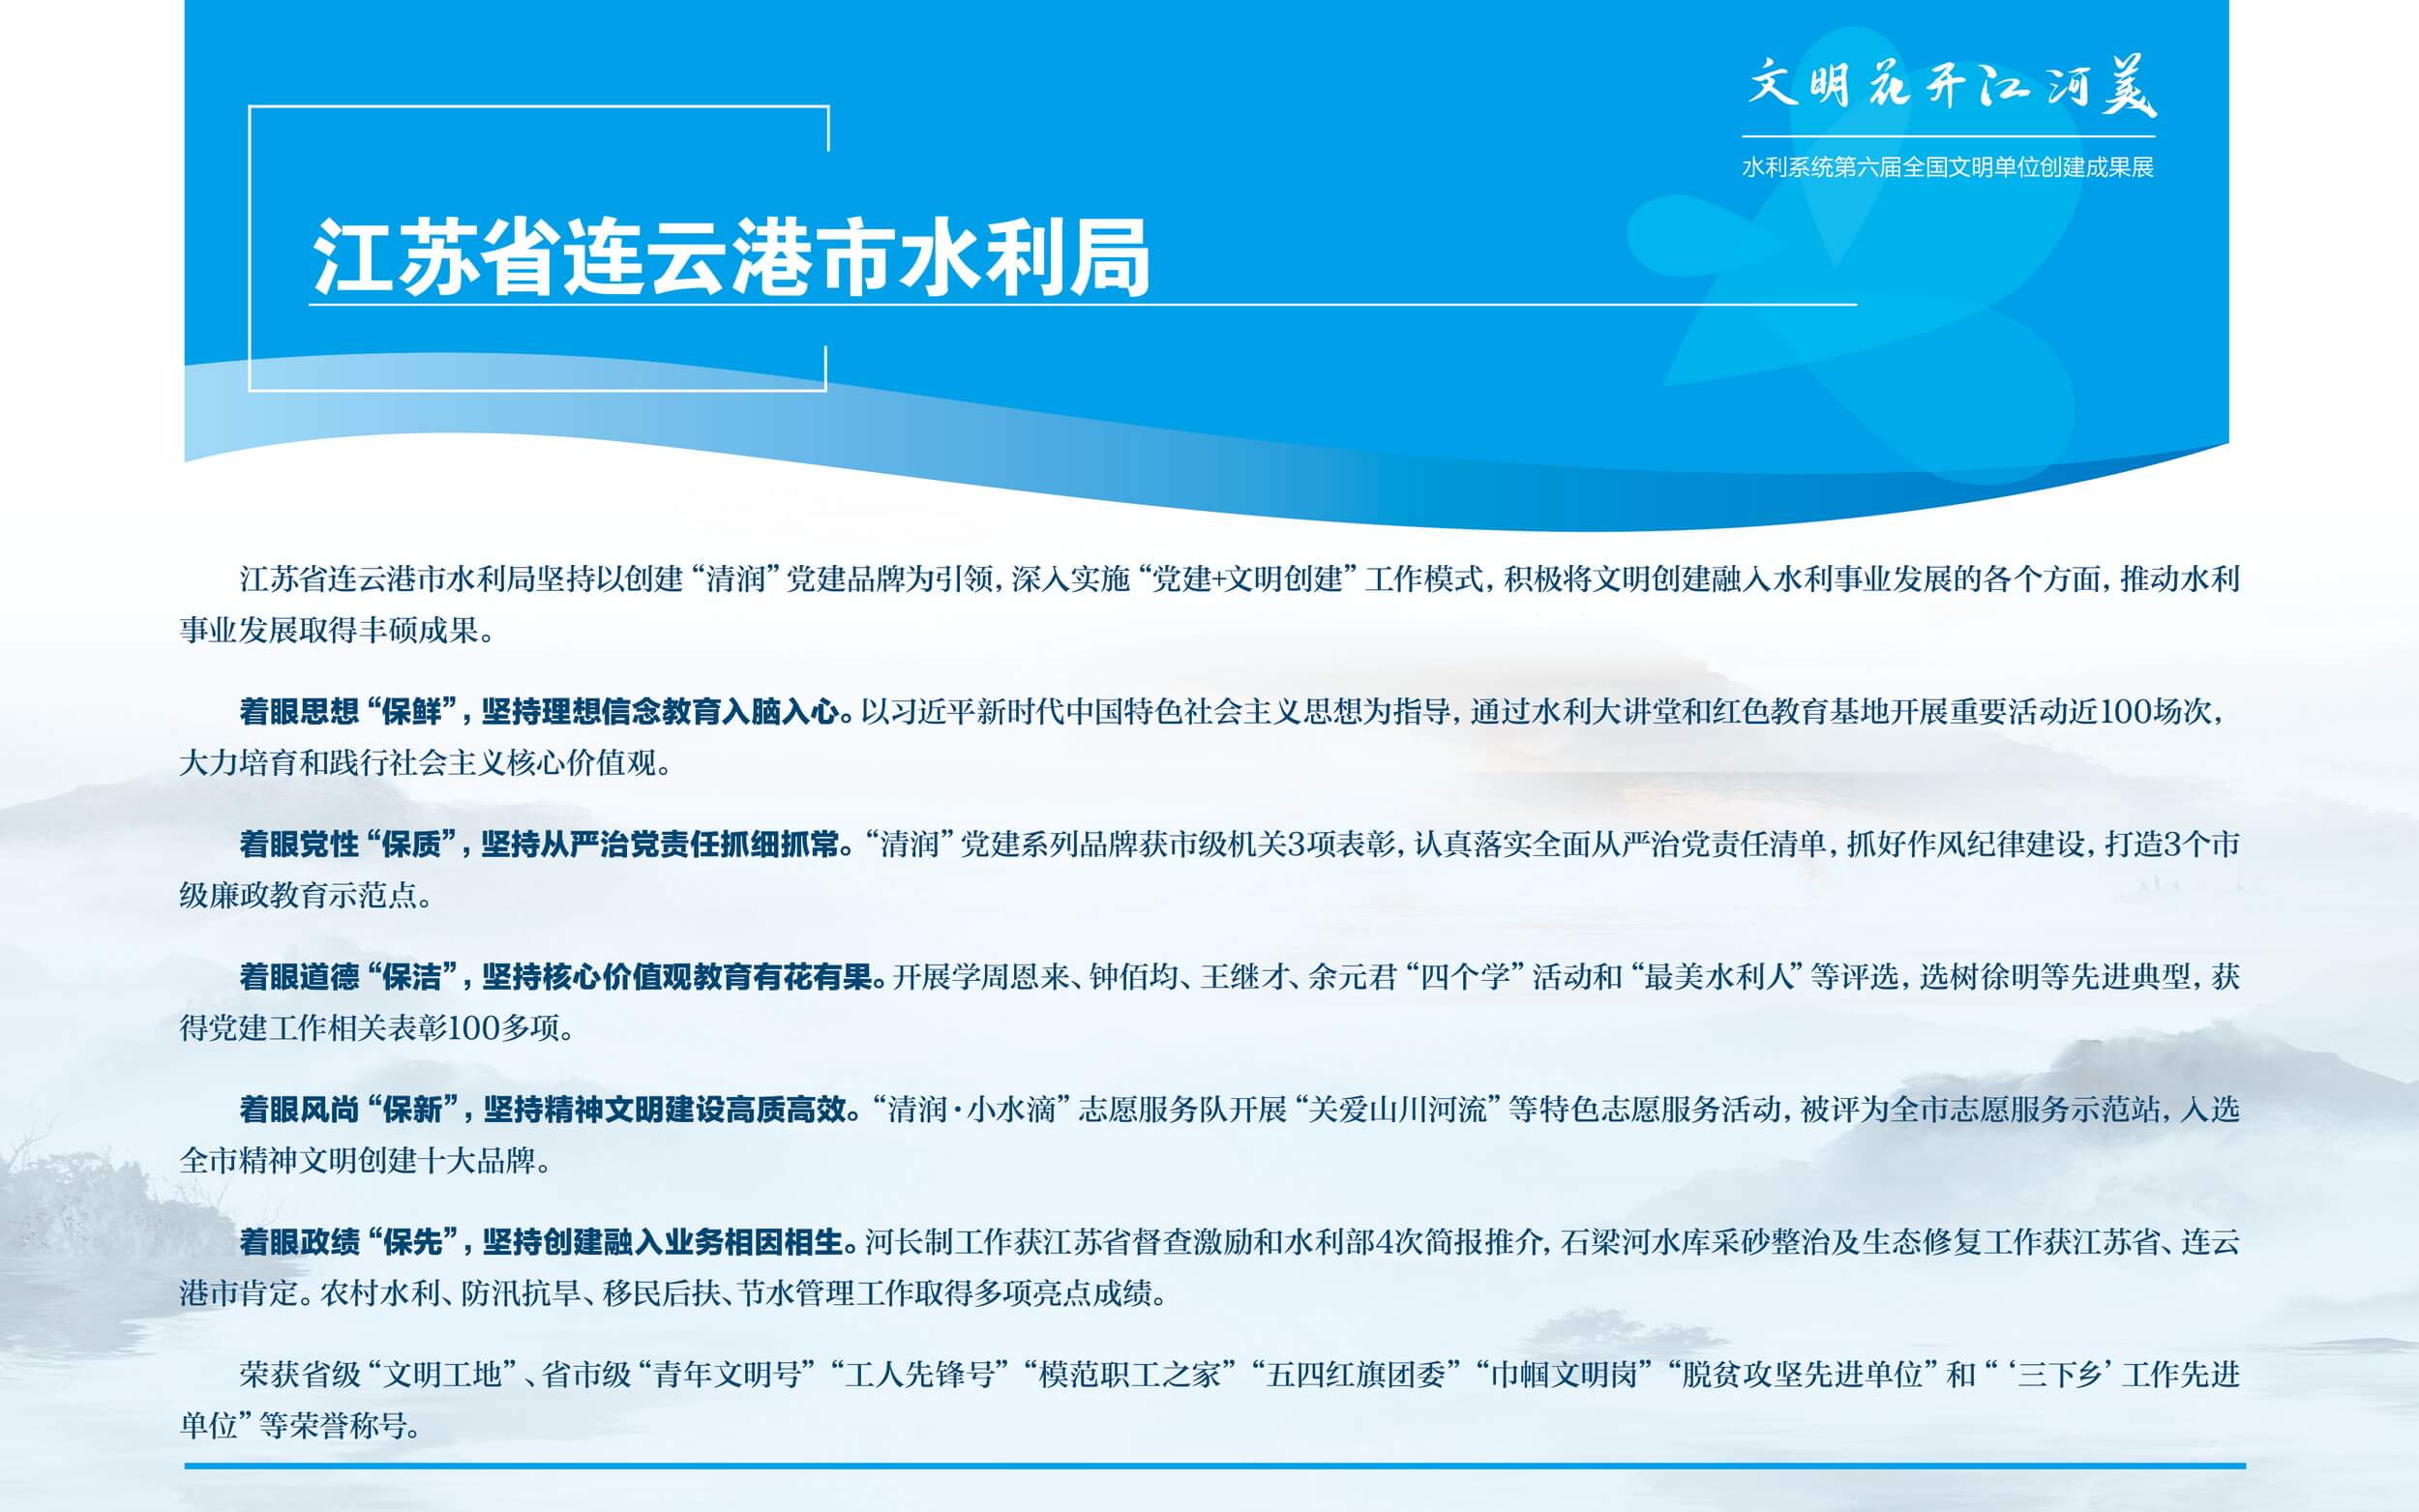 文明花开江河美
水利系统第六届全国文明单位创建成果展
江苏省连云港市水利局
江苏省连云港市水利局坚持以创建“清润”党建品牌为引领，深入实施“党建+文明创建”工作模式，积极将文明创建融入水利事业发展的各个方面，推动水利
事业发展取得丰硕成果。
着眼思想“保鲜”，坚持理想信念教育入脑入心。以习近平新时代中国特色社会主义思想为指导，通过水利大讲堂和红色教育基地开展重要活动近100场次，
大力培育和践行社会主义核心价值观。
着眼党性“保质”，坚持从严治党责任抓细抓常。“清润”党建系列品牌获市级机关3项表彰，认真落实全面从严治党责任清单，抓好作风纪律建设，打造3个市
级廉政教育示范点。
着眼道德“保洁”，坚持核心价值观教育有花有果。开展学周恩来、钟佰均、王继才、余元君“四个学”活动和“最美水利人”等评选，选树徐明等先进典型，获
得党建工作相关表彰100多项。
着眼风尚“保新”，坚持精神文明建设高质高效。“清润·小水滴”志愿服务队开展“关爱山川河流”等特色志愿服务活动，被评为全市志愿服务示范站，入选
全市精神文明创建十大品牌。
着眼政绩“保先”，坚持创建融入业务相因相生。河长制工作获江苏省督查激励和水利部4次简报推介，石梁河水库采砂整治及生态修复工作获江苏省、连云
港市肯定。农村水利、防汛抗旱、移民后扶、节水管理工作取得多项亮点成绩。
荣获省级“文明工地”、省市级“青年文明号”“工人先锋号”“模范职工之家”“五四红旗团委”“巾帼文明岗”“脱贫攻坚先进单位”和“‘三下乡’工作先进
单位”等荣誉称号。